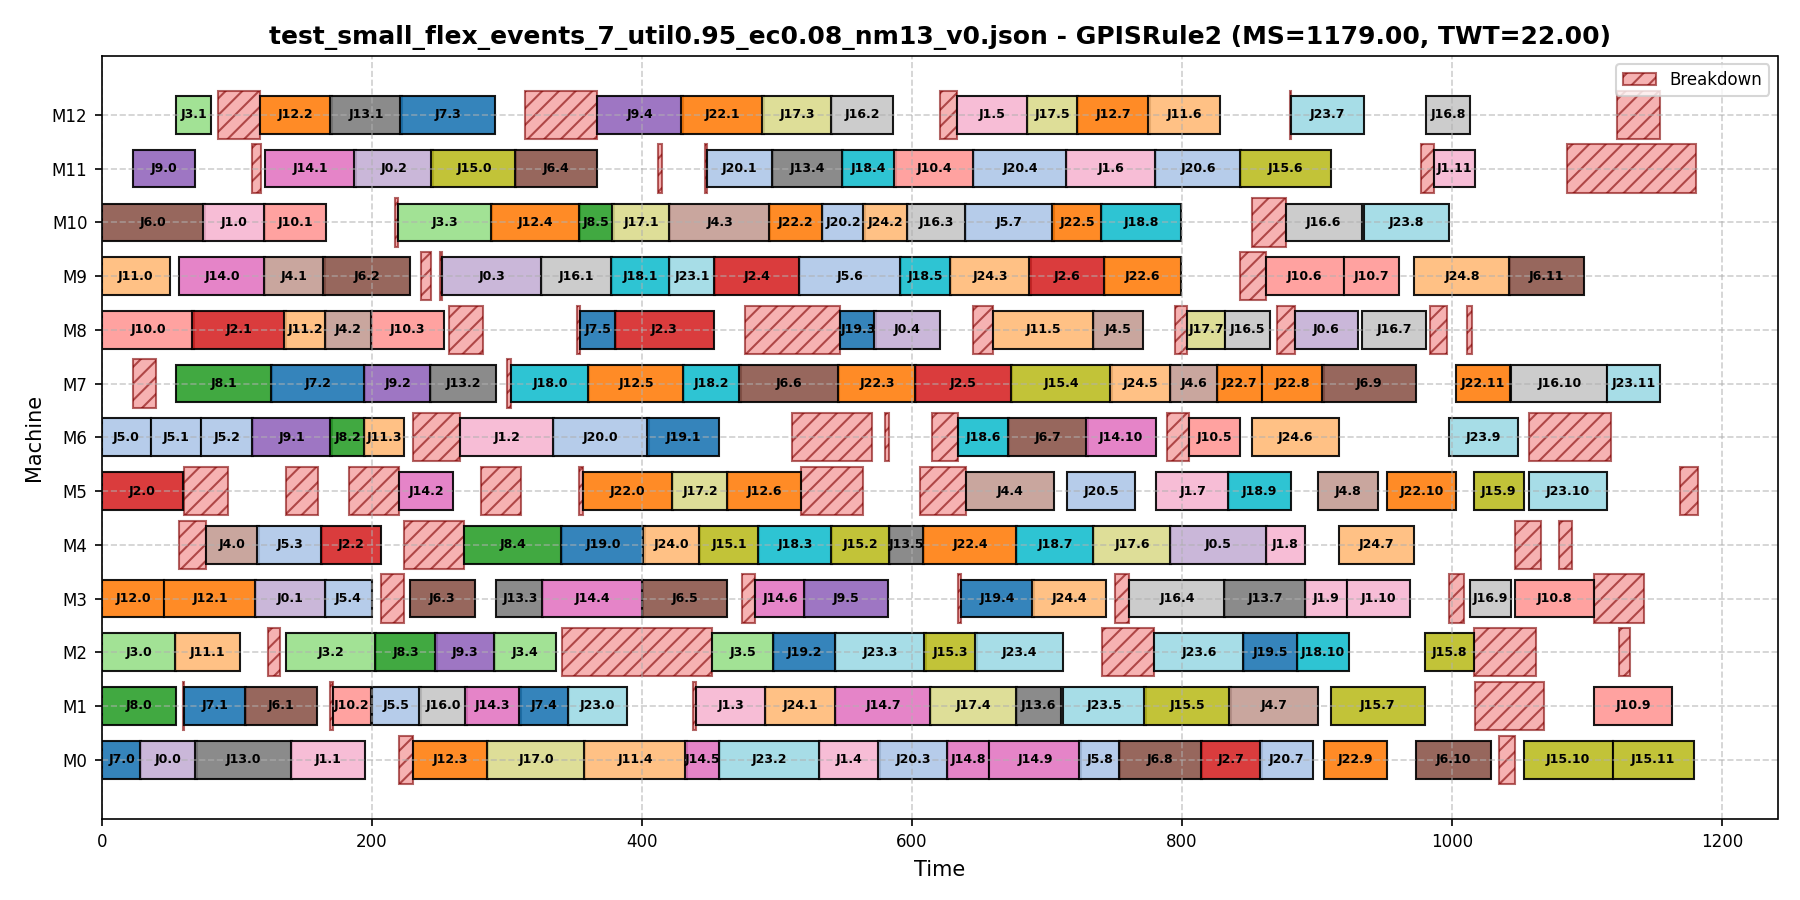 test_small_flex_events_7_util0.95_ec0.08_nm13_v0.json - GPISRule2 (MS=1179.00, TWT=22.00)
Breakdown
Machine
M12 J3.1 J12.2 J13.1 J7.3 J9.4 J22.1 J17.3 J16.2 J1.5 J17.5 J12.7 J11.6 J23.7 J16.8
M11 J9.0 J14.1 J0.2 J15.0 J6.4 J20.1 J13.4 J18.4 J10.4 J20.4 J1.6 J20.6 J15.6 J1.11
M10 J6.0 J1.0 J10.1 J3.3 J12.4 J8.5 J17.1 J4.3 J22.2 J20.2 J24.2 J16.3 J5.7 J22.5 J18.8 J16.6 J23.8
M9 J11.0 J14.0 J4.1 J6.2 J0.3 J16.1 J18.1 J23.1 J2.4 J5.6 J18.5 J24.3 J2.6 J22.6 J10.6 J10.7 J24.8 J6.11
M8 J10.0 J2.1 J11.2 J4.2 J10.3 J7.5 J2.3 J19.3 J0.4 J11.5 J4.5 J17.7 J16.5 J0.6 J16.7
M7 J8.1 J7.2 J9.2 J13.2 J18.0 J12.5 J18.2 J6.6 J22.3 J2.5 J15.4 J24.5 J4.6 J22.7 J22.8 J6.9 J22.11 J16.10 J23.11
M6 J5.0 J5.1 J5.2 J9.1 J8.2 J11.3 J1.2 J20.0 J19.1 J18.6 J6.7 J14.10 J10.5 J24.6 J23.9
M5 J2.0 J14.2 J22.0 J17.2 J12.6 J4.4 J20.5 J1.7 J18.9 J4.8 J22.10 J15.9 J23.10
M4 J4.0 J5.3 J2.2 J8.4 J19.0 J24.0 J15.1 J18.3 J15.2 J13.5 J22.4 J18.7 J17.6 J0.5 J1.8 J24.7
M3 J12.0 J12.1 J0.1 J5.4 J6.3 J13.3 J14.4 J6.5 J14.6 J9.5 J19.4 J24.4 J16.4 J13.7 J1.9 J1.10 J16.9 J10.8
M2 J3.0 J11.1 J3.2 J8.3 J9.3 J3.4 J3.5 J19.2 J23.3 J15.3 J23.4 J23.6 J19.5 J18.10 J15.8
M1 J8.0 J7.1 J6.1 J10.2 J5.5 J16.0 J14.3 J7.4 J23.0 J1.3 J24.1 J14.7 J17.4 J13.6 J23.5 J15.5 J4.7 J15.7 J10.9
M0 J7.0 J0.0 J13.0 J1.1 J12.3 J17.0 J11.4 J14.5 J23.2 J1.4 J20.3 J14.8 J14.9 J5.8 J6.8 J2.7 J20.7 J22.9 J6.10 J15.10 J15.11
0 200 400 600 800 1000 1200
Time